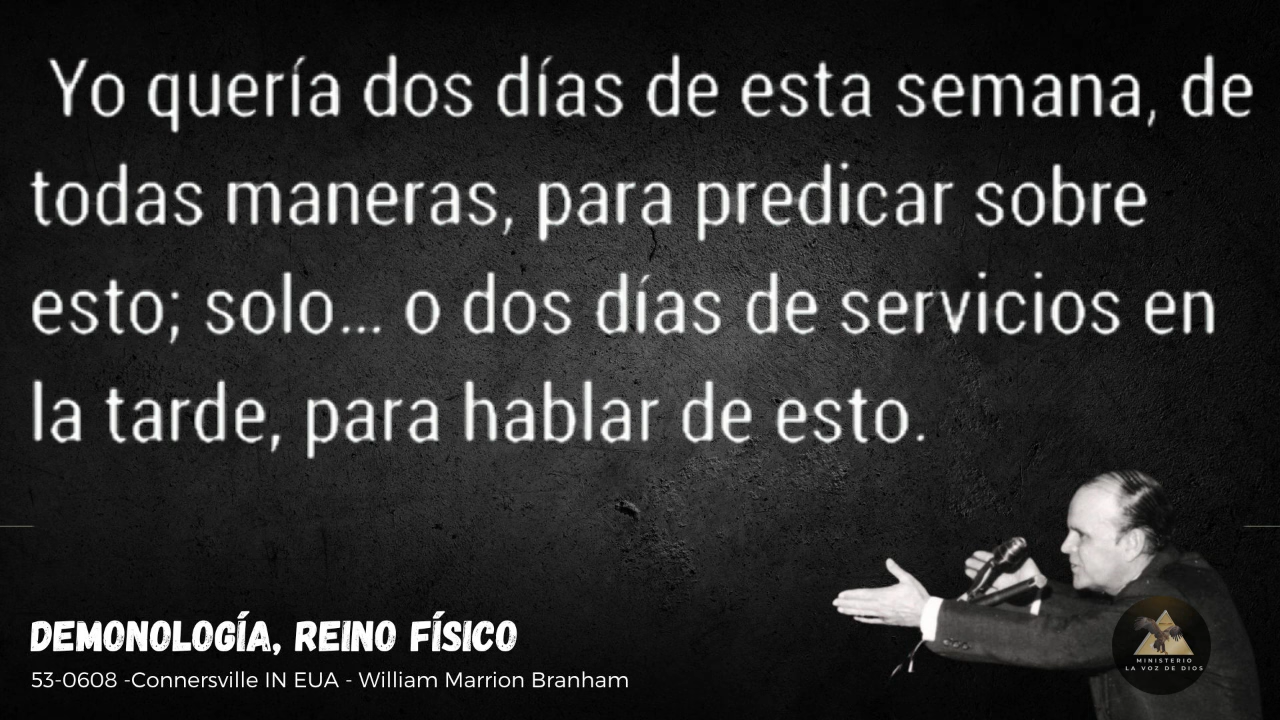 Yo quería dos días de esta semana, de
todas maneras, para predicar sobre
esto; solo... o dos días de servicios en
la tarde, para hablar de esto.
DEMONOLOGÍA, REINO FÍSICO
53-0608 -Connersville IN EUA - William Marrion Branham
MINISTERIO
LA VOZ DE DIOS